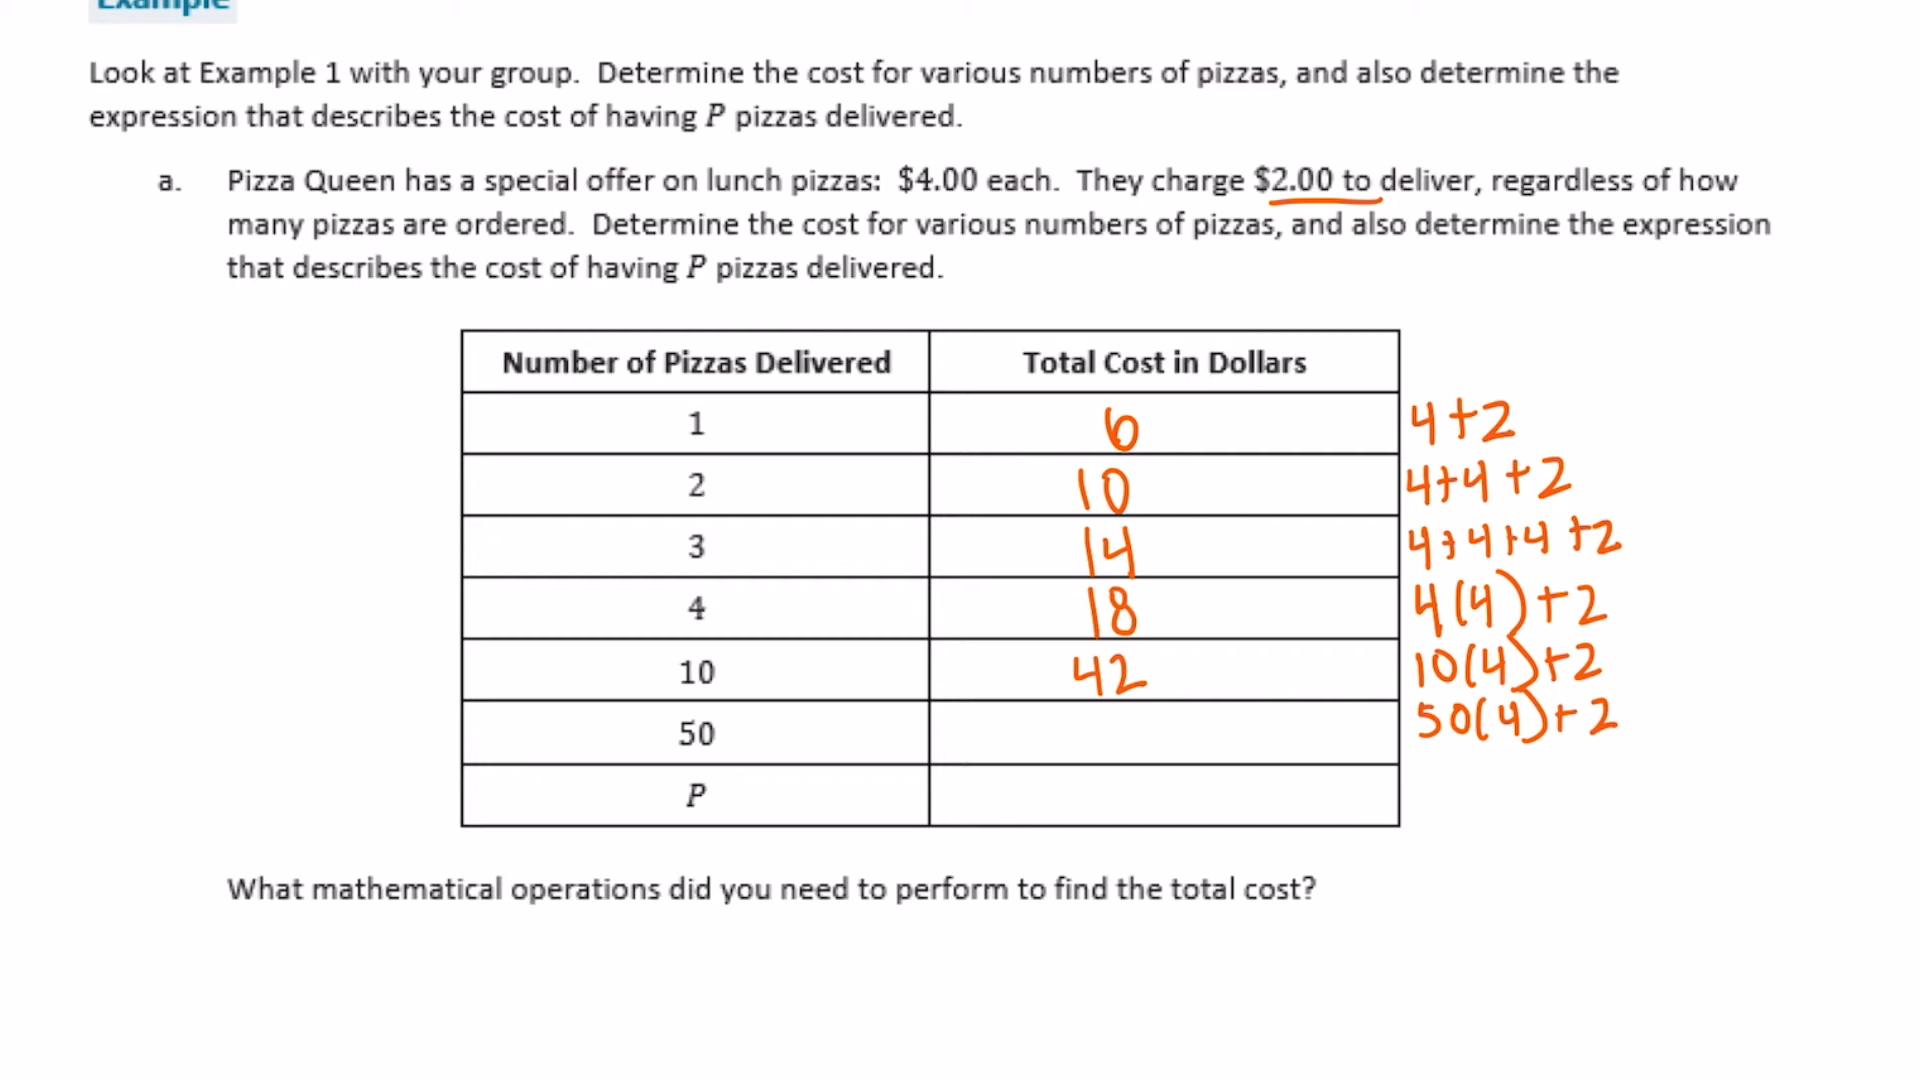 Example
Look at Example 1 with your group. Determine the cost for various numbers of pizzas, and also determine the
expression that describes the cost of having P pizzas delivered.
a. Pizza Queen has a special offer on lunch pizzas: $4.00 each. They charge $2.00 to deliver, regardless of how
many pizzas are ordered. Determine the cost for various numbers of pizzas, and also determine the expression
that describes the cost of having P pizzas delivered.
Number of Pizzas Delivered Total Cost in Dollars
1 6 4+2
2 10 4+4+2
3 14 4+4+4+2
4 18 4(4)+2
10 42 10(4)+2
50 50(4)+2
P
What mathematical operations did you need to perform to find the total cost?